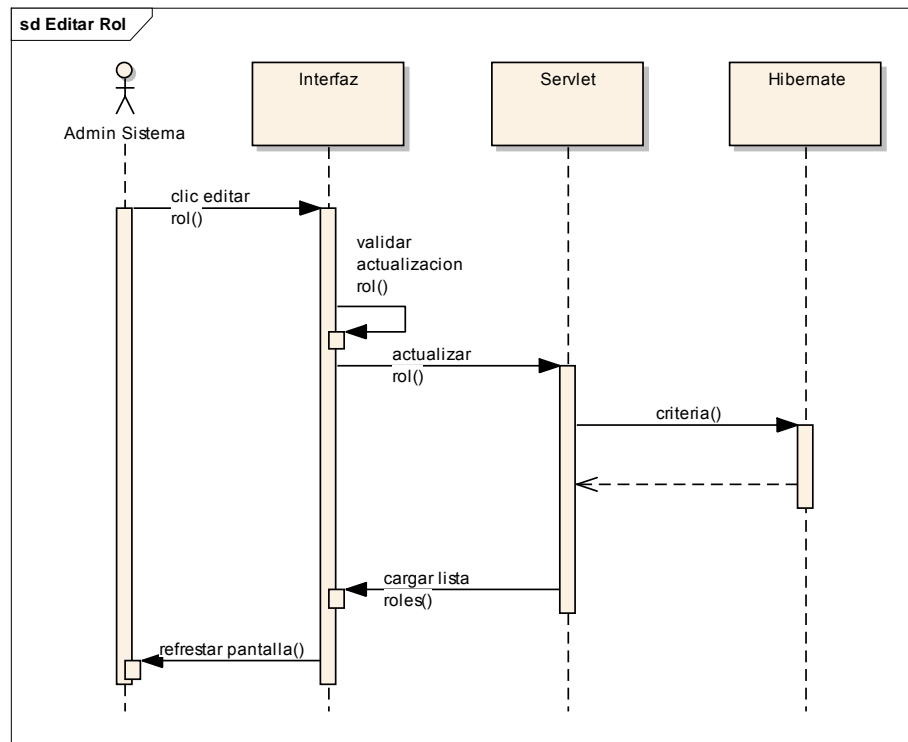 sd Editar Rol
Interfaz
Servlet
Hibernate
Admin Sistema
clic editar
rol()
validar
actualizacion
rol()
actualizar
rol()
criteria()
cargar lista
roles()
refrestar pantalla()